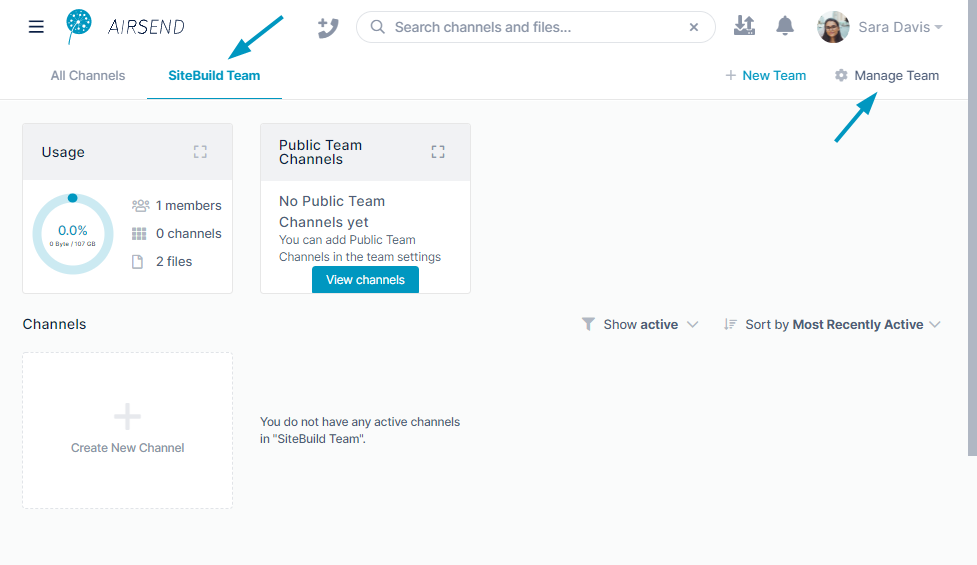 AIRSEND
Search channels and files...
Sara Davis
All Channels
SiteBuild Team
New Team
Manage Team
Usage
0.0%
0 Byte / 107 GB
1 members
0 channels
2 files
Public Team
Channels
No Public Team
Channels yet
You can add Public Team
Channels in the team settings
View channels
Channels
Show active
Sort by Most Recently Active
Create New Channel
You do not have any active channels
in "SiteBuild Team".